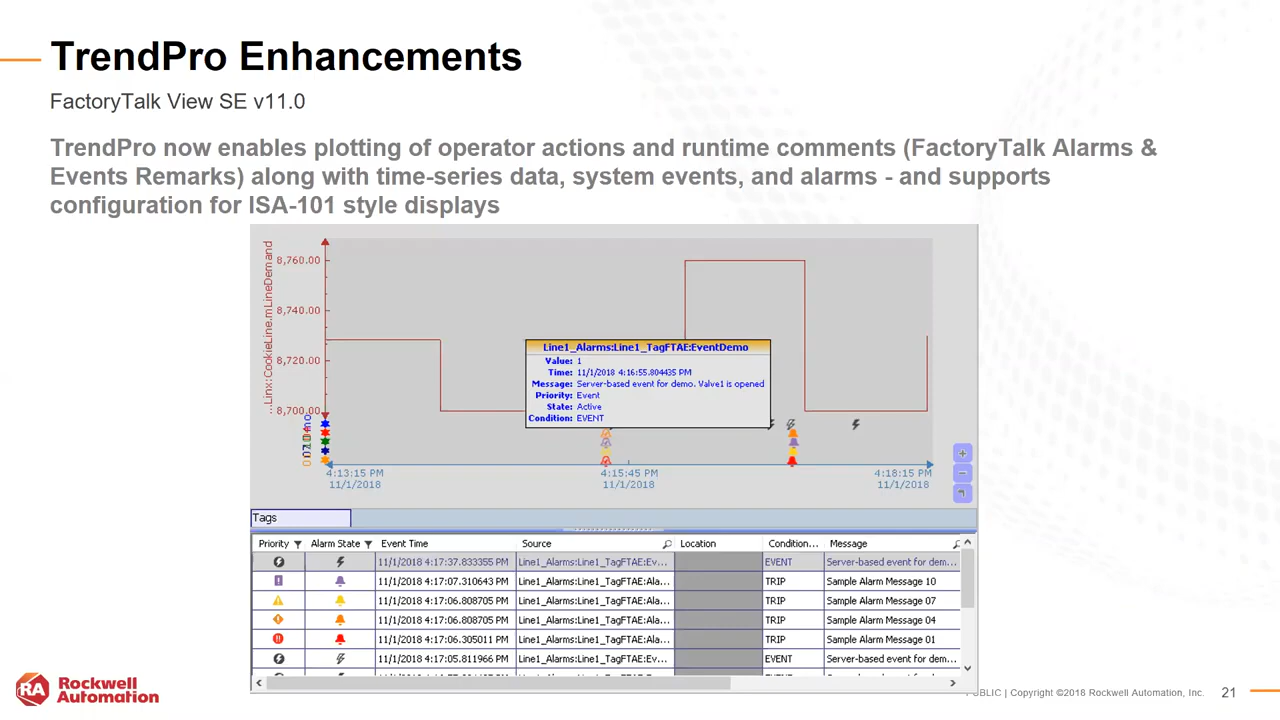 TrendPro Enhancements
FactoryTalk View SE v11.0
TrendPro now enables plotting of operator actions and runtime comments (FactoryTalk Alarms &
Events Remarks) along with time-series data, system events, and alarms - and supports
configuration for ISA-101 style displays
..Linx:CookieLine.mLineDemand
8,760.00
8,740.00
8,720.00
8,700.00
Line1_Alarms:Line1_TagFTAE:EventDemo
Value: 1
Time: 11/1/2018 4:16:55.804435 PM
Message: Server-based event for demo. Valve1 is opened
Priority: Event
State: Active
Condition: EVENT
4:13:15 PM 4:15:45 PM 4:18:15 PM
11/1/2018 11/1/2018 11/1/2018
Tags
Priority Alarm State Event Time Source Location Condition... Message
11/1/2018 4:17:37.833355 PM Line1_Alarms:Line1_TagFTAE:Ev... EVENT Server-based event for dem...
11/1/2018 4:17:07.310643 PM Line1_Alarms:Line1_TagFTAE:Ala... TRIP Sample Alarm Message 10
11/1/2018 4:17:06.808705 PM Line1_Alarms:Line1_TagFTAE:Ala... TRIP Sample Alarm Message 07
11/1/2018 4:17:06.808705 PM Line1_Alarms:Line1_TagFTAE:Ala... TRIP Sample Alarm Message 04
11/1/2018 4:17:06.305011 PM Line1_Alarms:Line1_TagFTAE:Ala... TRIP Sample Alarm Message 01
11/1/2018 4:17:05.811966 PM Line1_Alarms:Line1_TagFTAE:Ev... EVENT Server-based event for dem...
RA Rockwell
Automation
PUBLIC | Copyright ©2018 Rockwell Automation, Inc. 21